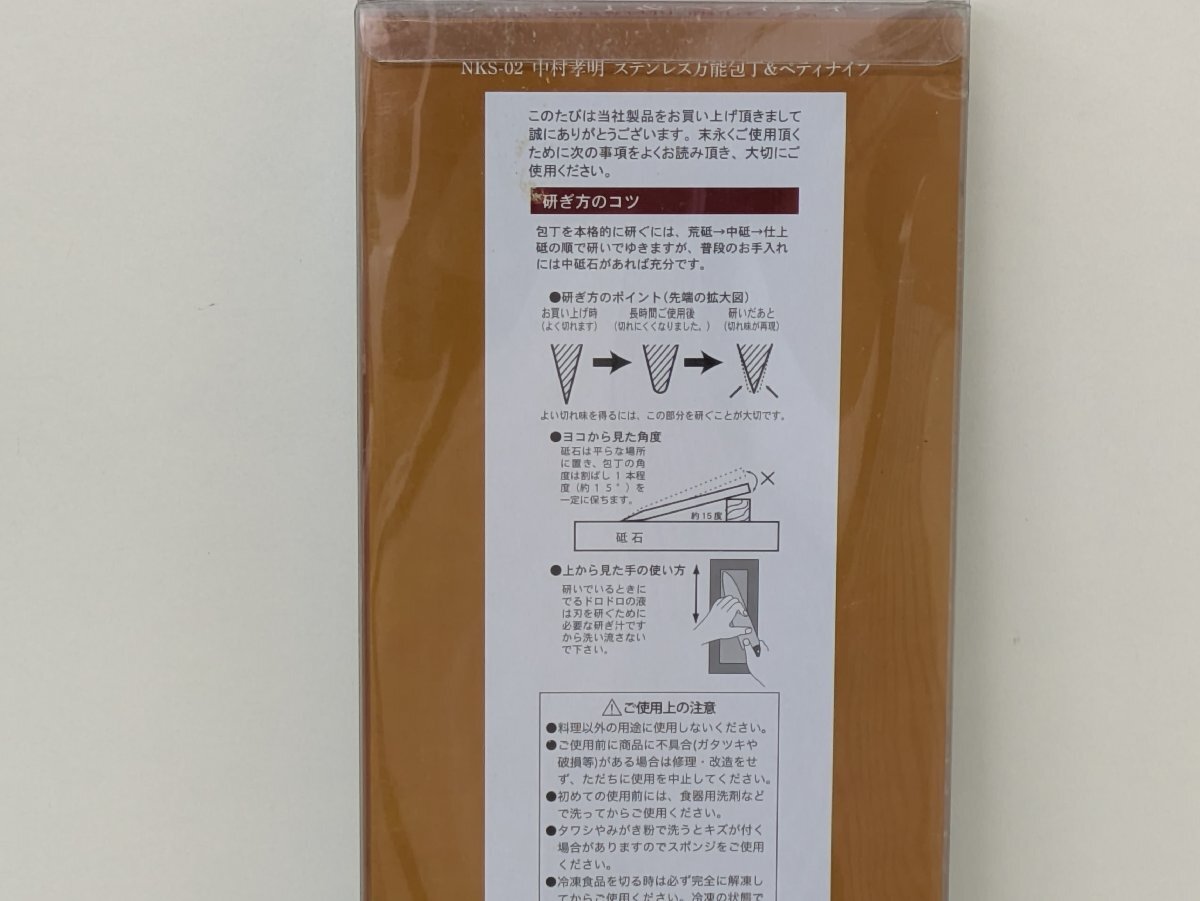 NKS-02 中村孝明 ステンレス万能包丁&ペティナイフ
このたびは当社製品をお買い上げ頂きまして
誠にありがとうございます。末永くご使用頂く
ために次の事項をよくお読み頂き、大切にご
使用ください。
研ぎ方のコツ
包丁を本格的に研ぐには、荒砥→中砥→仕上
砥の順で研いでゆきますが、普段のお手入れ
には中砥石があれば充分です。
●研ぎ方のポイント(先端の拡大図)
お買い上げ時 長時間ご使用後 研いだあと
(よく切れます) (切れにくくなりました。) (切れ味が再現)
よい切れ味を得るには、この部分を研ぐことが大切です。
●ヨコから見た角度
砥石は平らな場所
に置き、包丁の角
度は割ばし1本程
度(約15°)を
一定に保ちます。
×
約15度
砥石
●上から見た手の使い方
研いでいるときに
でるドロドロの液
は刃を研ぐために
必要な研ぎ汁です
から洗い流さない
で下さい。
⚠ご使用上の注意
●料理以外の用途に使用しないください。
●ご使用前に商品に不具合(ガタツキや
破損等)がある場合は修理・改造をせ
ず、ただちに使用を中止してください。
●初めての使用前には、食器用洗剤など
で洗ってからご使用ください。
●タワシやみがき粉で洗うとキズが付く
場合がありますのでスポンジをご使用
ください。
●冷凍食品を切る時は必ず完全に解凍し
てからご使用ください。冷凍の状態で